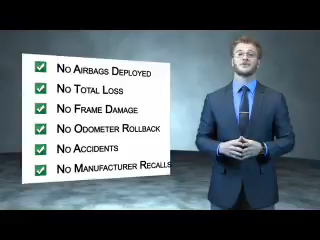 No Airbags Deployed
No Total Loss
No Frame Damage
No Odometer Rollback
No Accidents
No Manufacturer Recalls